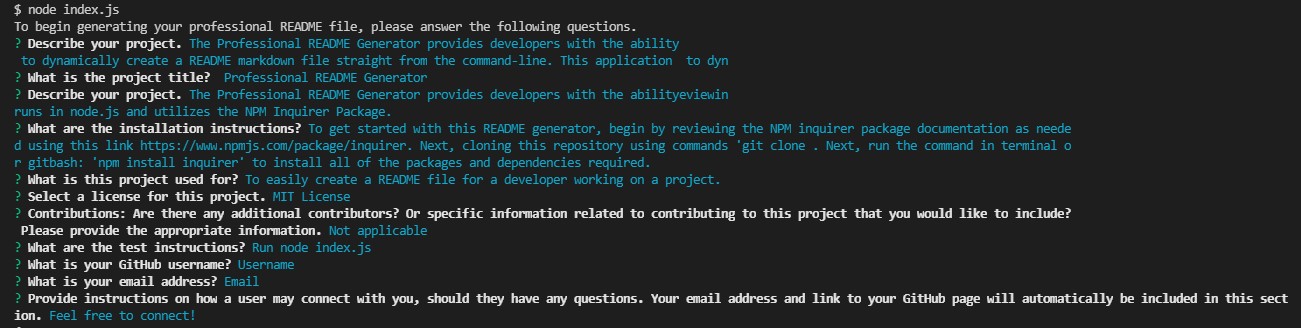 $ node index.js
To begin generating your professional README file, please answer the following questions.
? Describe your project. The Professional README Generator provides developers with the ability
to dynamically create a README markdown file straight from the command-line. This application  to dyn
? What is the project title?  Professional README Generator
? Describe your project. The Professional README Generator provides developers with the abilityeviewin
runs in node.js and utilizes the NPM Inquirer Package.
? What are the installation instructions? To get started with this README generator, begin by reviewing the NPM inquirer package documentation as neede
d using this link https://www.npmjs.com/package/inquirer. Next, cloning this repository using commands 'git clone . Next, run the command in terminal o
r gitbash: 'npm install inquirer' to install all of the packages and dependencies required.
? What is this project used for? To easily create a README file for a developer working on a project.
? Select a license for this project. MIT License
? Contributions: Are there any additional contributors? Or specific information related to contributing to this project that you would like to include?
Please provide the appropriate information. Not applicable
? What are the test instructions? Run node index.js
? What is your GitHub username? Username
? What is your email address? Email
? Provide instructions on how a user may connect with you, should they have any questions. Your email address and link to your GitHub page will automatically be included in this sect
ion. Feel free to connect!